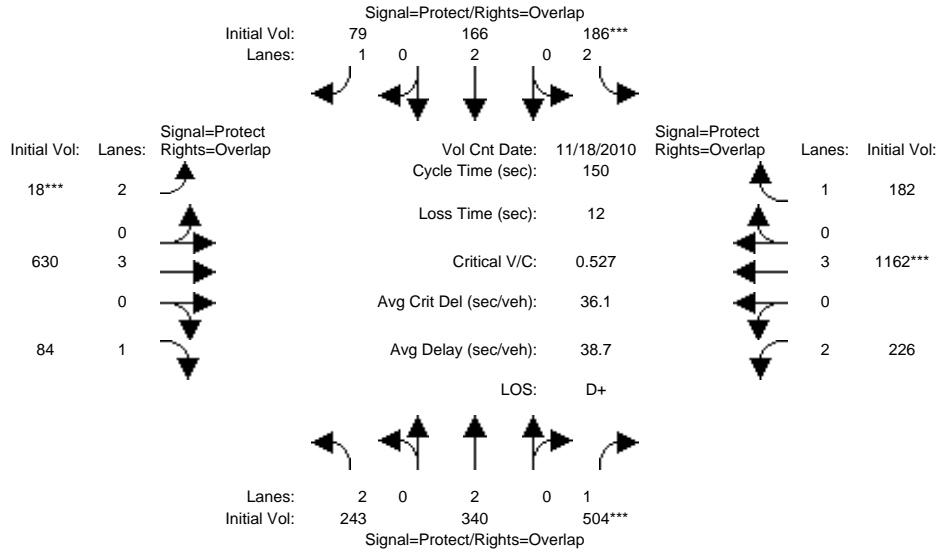 Signal=Protect/Rights=Overlap
Initial Vol: 79 166 186***
Lanes: 1 0 2 0 2
Signal=Protect
Initial Vol: Lanes: Rights=Overlap
Vol Cnt Date: 11/18/2010
Signal=Protect
Rights=Overlap Lanes: Initial Vol:
Cycle Time (sec): 150
18*** 2
1 182
Loss Time (sec): 12
0
0
630 3
Critical V/C: 0.527
3 1162***
0
Avg Crit Del (sec/veh): 36.1
0
84 1
Avg Delay (sec/veh): 38.7
2 226
LOS: D+
Lanes: 2 0 2 0 1
Initial Vol: 243 340 504***
Signal=Protect/Rights=Overlap